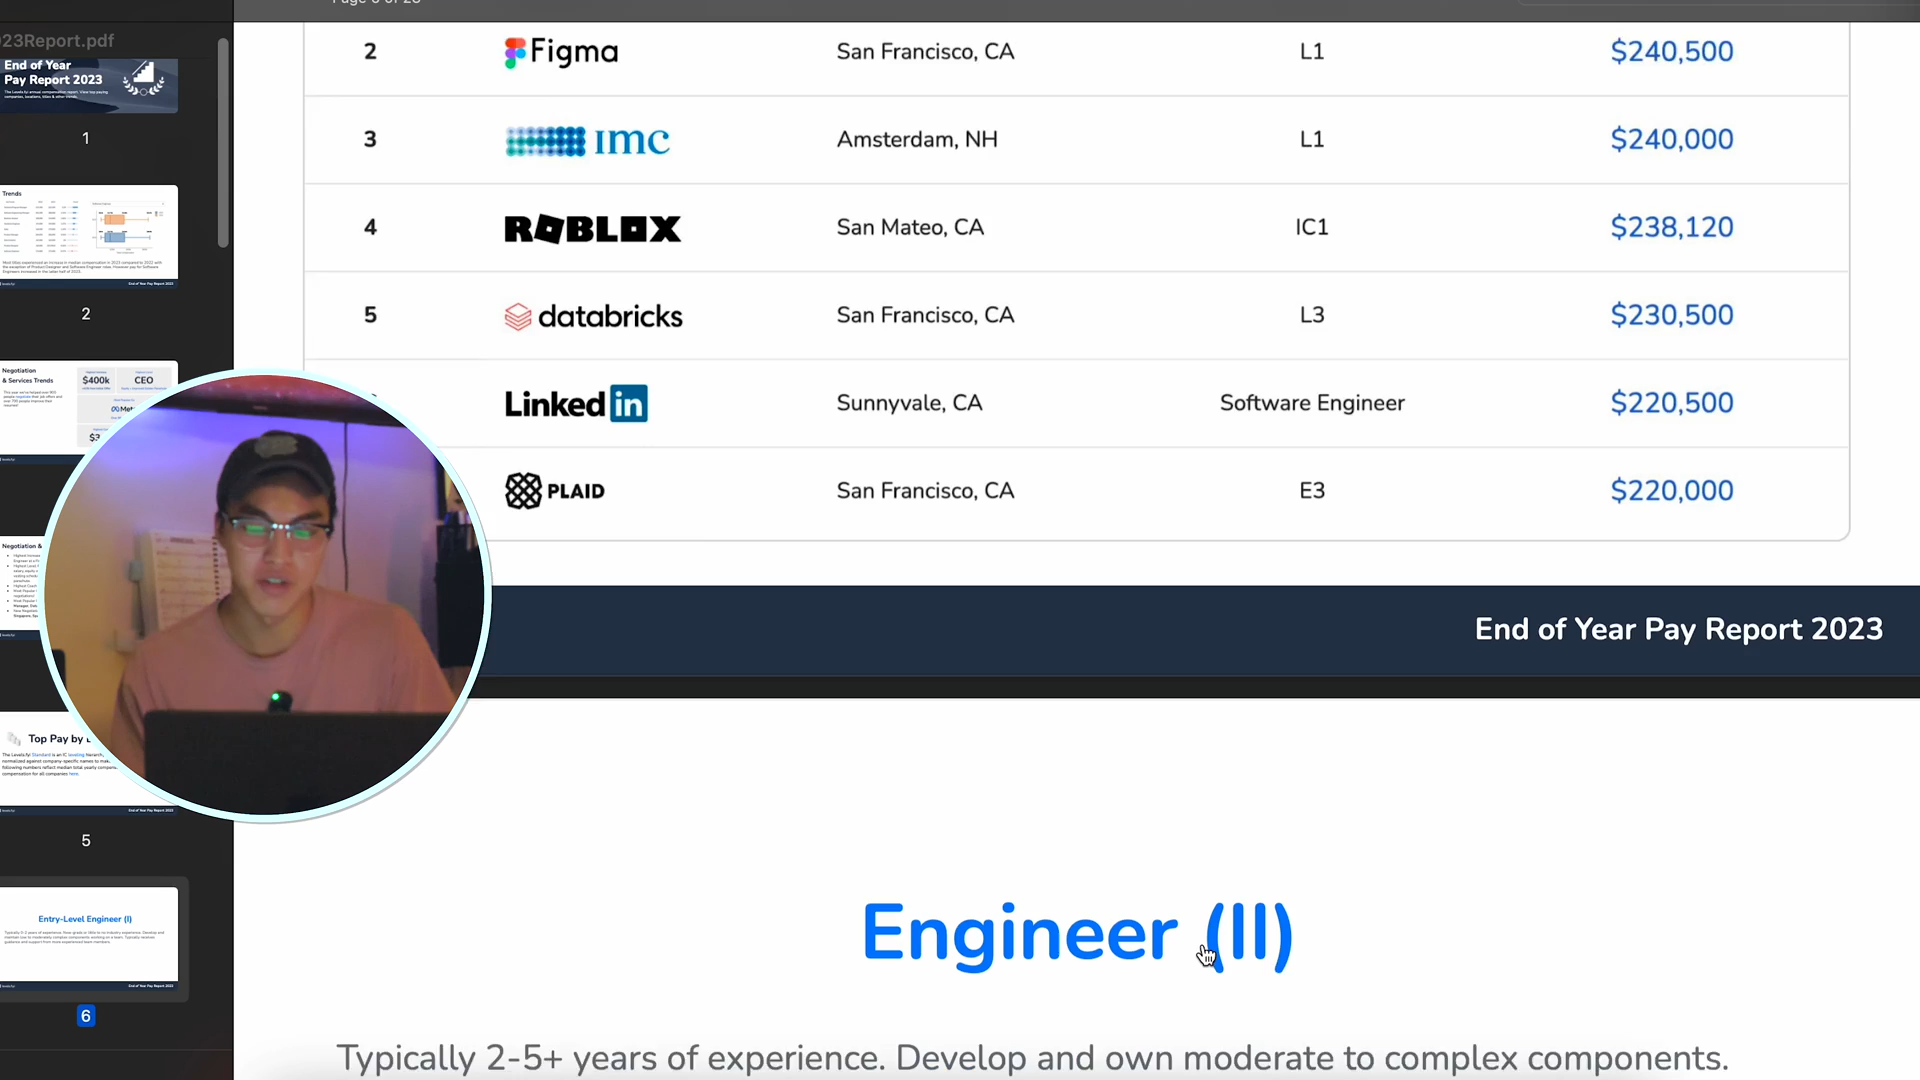 23Report.pdf
End of Year
Pay Report 2023
1
Trends
2
Negotiation
& Services Trends
$400k
CEO
Negotiation &
Top Pay by
5
Entry-Level Engineer (I)
6
2 Figma San Francisco, CA L1 $240,500
3 IMC Amsterdam, NH L1 $240,000
4 ROBLOX San Mateo, CA IC1 $238,120
5 databricks San Francisco, CA L3 $230,500
Linked in Sunnyvale, CA Software Engineer $220,500
PLAID San Francisco, CA E3 $220,000
End of Year Pay Report 2023
Engineer (II)
Typically 2-5+ years of experience. Develop and own moderate to complex components.